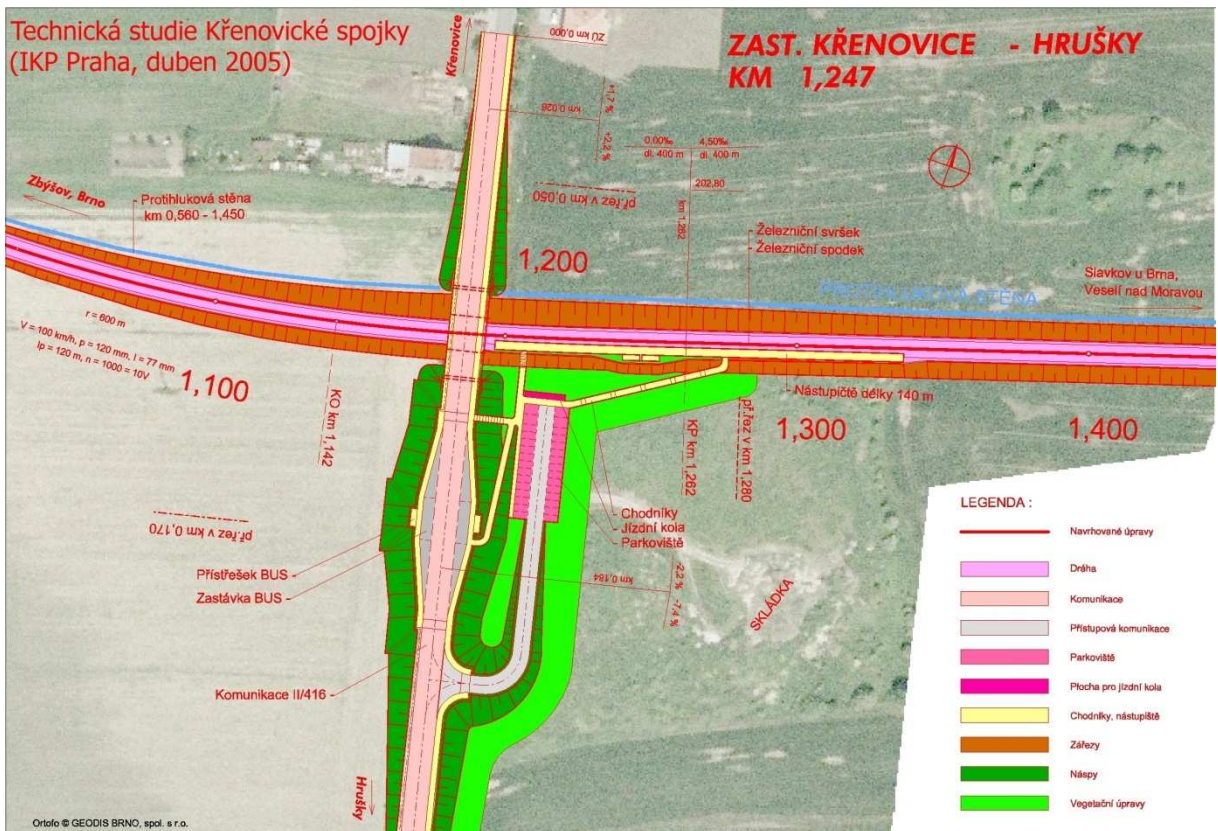 Technická studie Křenovické spojky
(IKP Praha, duben 2005)
ZAST. KŘENOVICE - HRUŠKY
KM 1,247
Křenovice
ZÚ km 0,000
+1,7 %
km 0,028
+2,2 %
0,00‰ 4,50‰
dl. 400 m dl. 400 m
202,80
km 1,262
př.řez v km 0,050
Zbýšov, Brno
Protihluková stěna
km 0,560 - 1,450
1,200
Železniční svršek
Železniční spodek
Slavkov u Brna,
Veselí nad Moravou
PROTIHLUKOVÁ STĚNA
r = 600 m
V = 100 km/h, p = 120 mm, I = 77 mm
lp = 120 m, n = 1000 = 10V
1,100
KO km 1,142
Nástupiště délky 140 m
KP km 1,262
př.řez v km 1,280
1,300
1,400
př.řez v km 0,170
Chodníky
Jízdní kola
Parkoviště
Přístřešek BUS
Zastávka BUS
km 0,184
-2,2 %
-7,4 %
SKLÁDKA
Komunikace II/416
Hrušky
LEGENDA :
Navrhované úpravy
Dráha
Komunikace
Přístupová komunikace
Parkoviště
Plocha pro jízdní kola
Chodníky, nástupiště
Zářezy
Náspy
Vegetační úpravy
Ortofo © GEODIS BRNO, spol. s r.o.